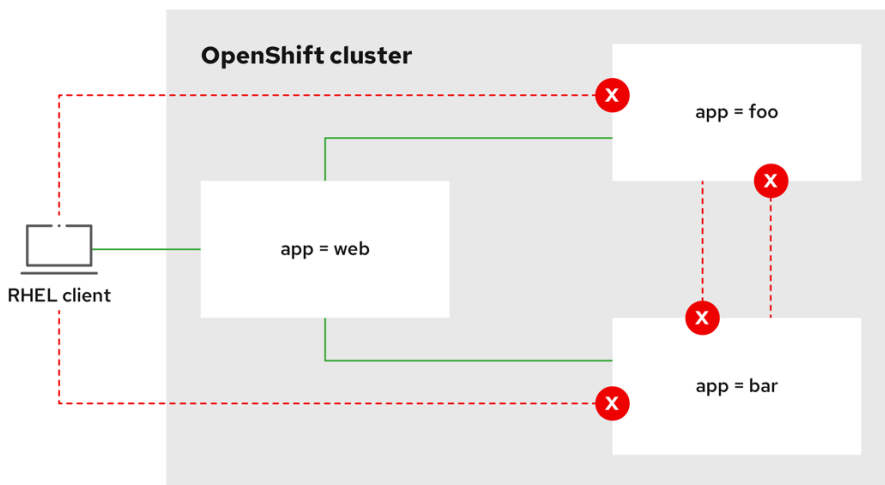 OpenShift cluster
X
app = foo
X
app = web
RHEL client
X
app = bar
X